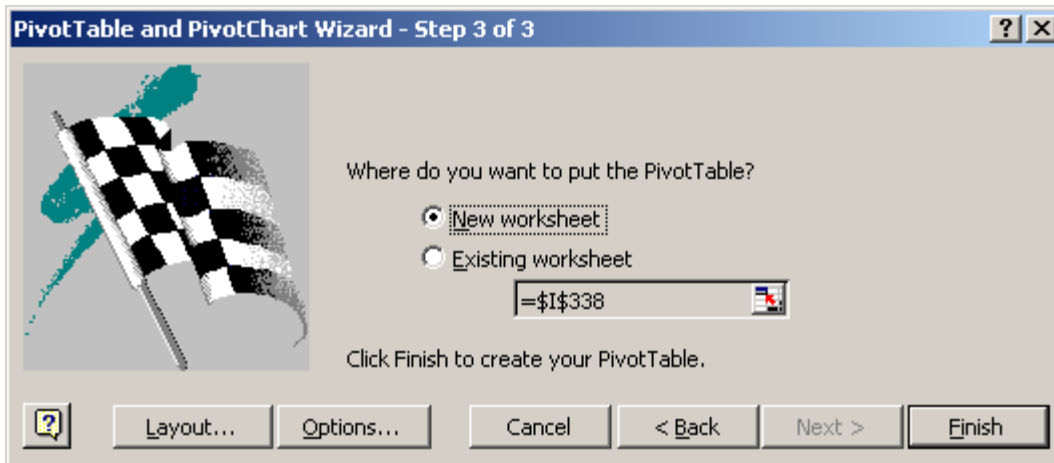 PivotTable and PivotChart Wizard - Step 3 of 3
Where do you want to put the PivotTable?
New worksheet
Existing worksheet
=$I$338
Click Finish to create your PivotTable.
Layout... Options... Cancel < Back Next > Finish